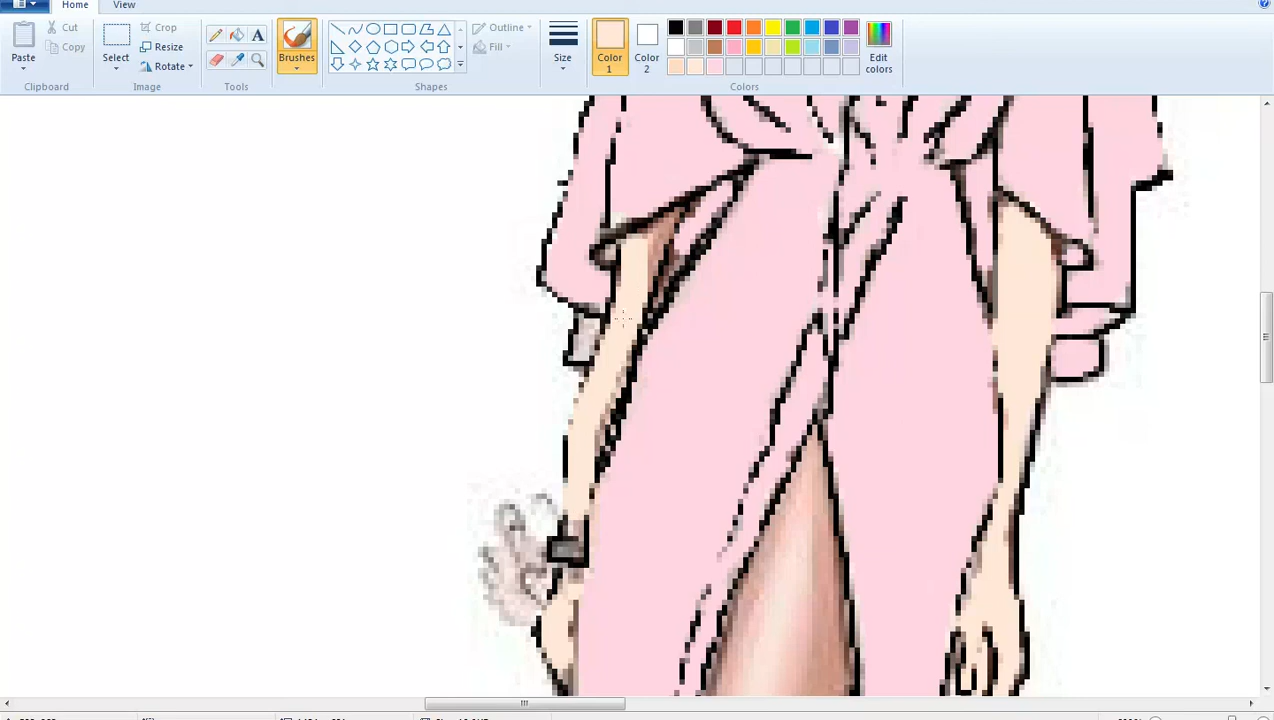 Home View
Cut
Copy
Paste
Clipboard
Select
Crop
Resize
Rotate
Image
A
Tools
Brushes
Outline
Fill
Shapes
Size
Color 1
Color 2
Edit colors
Colors